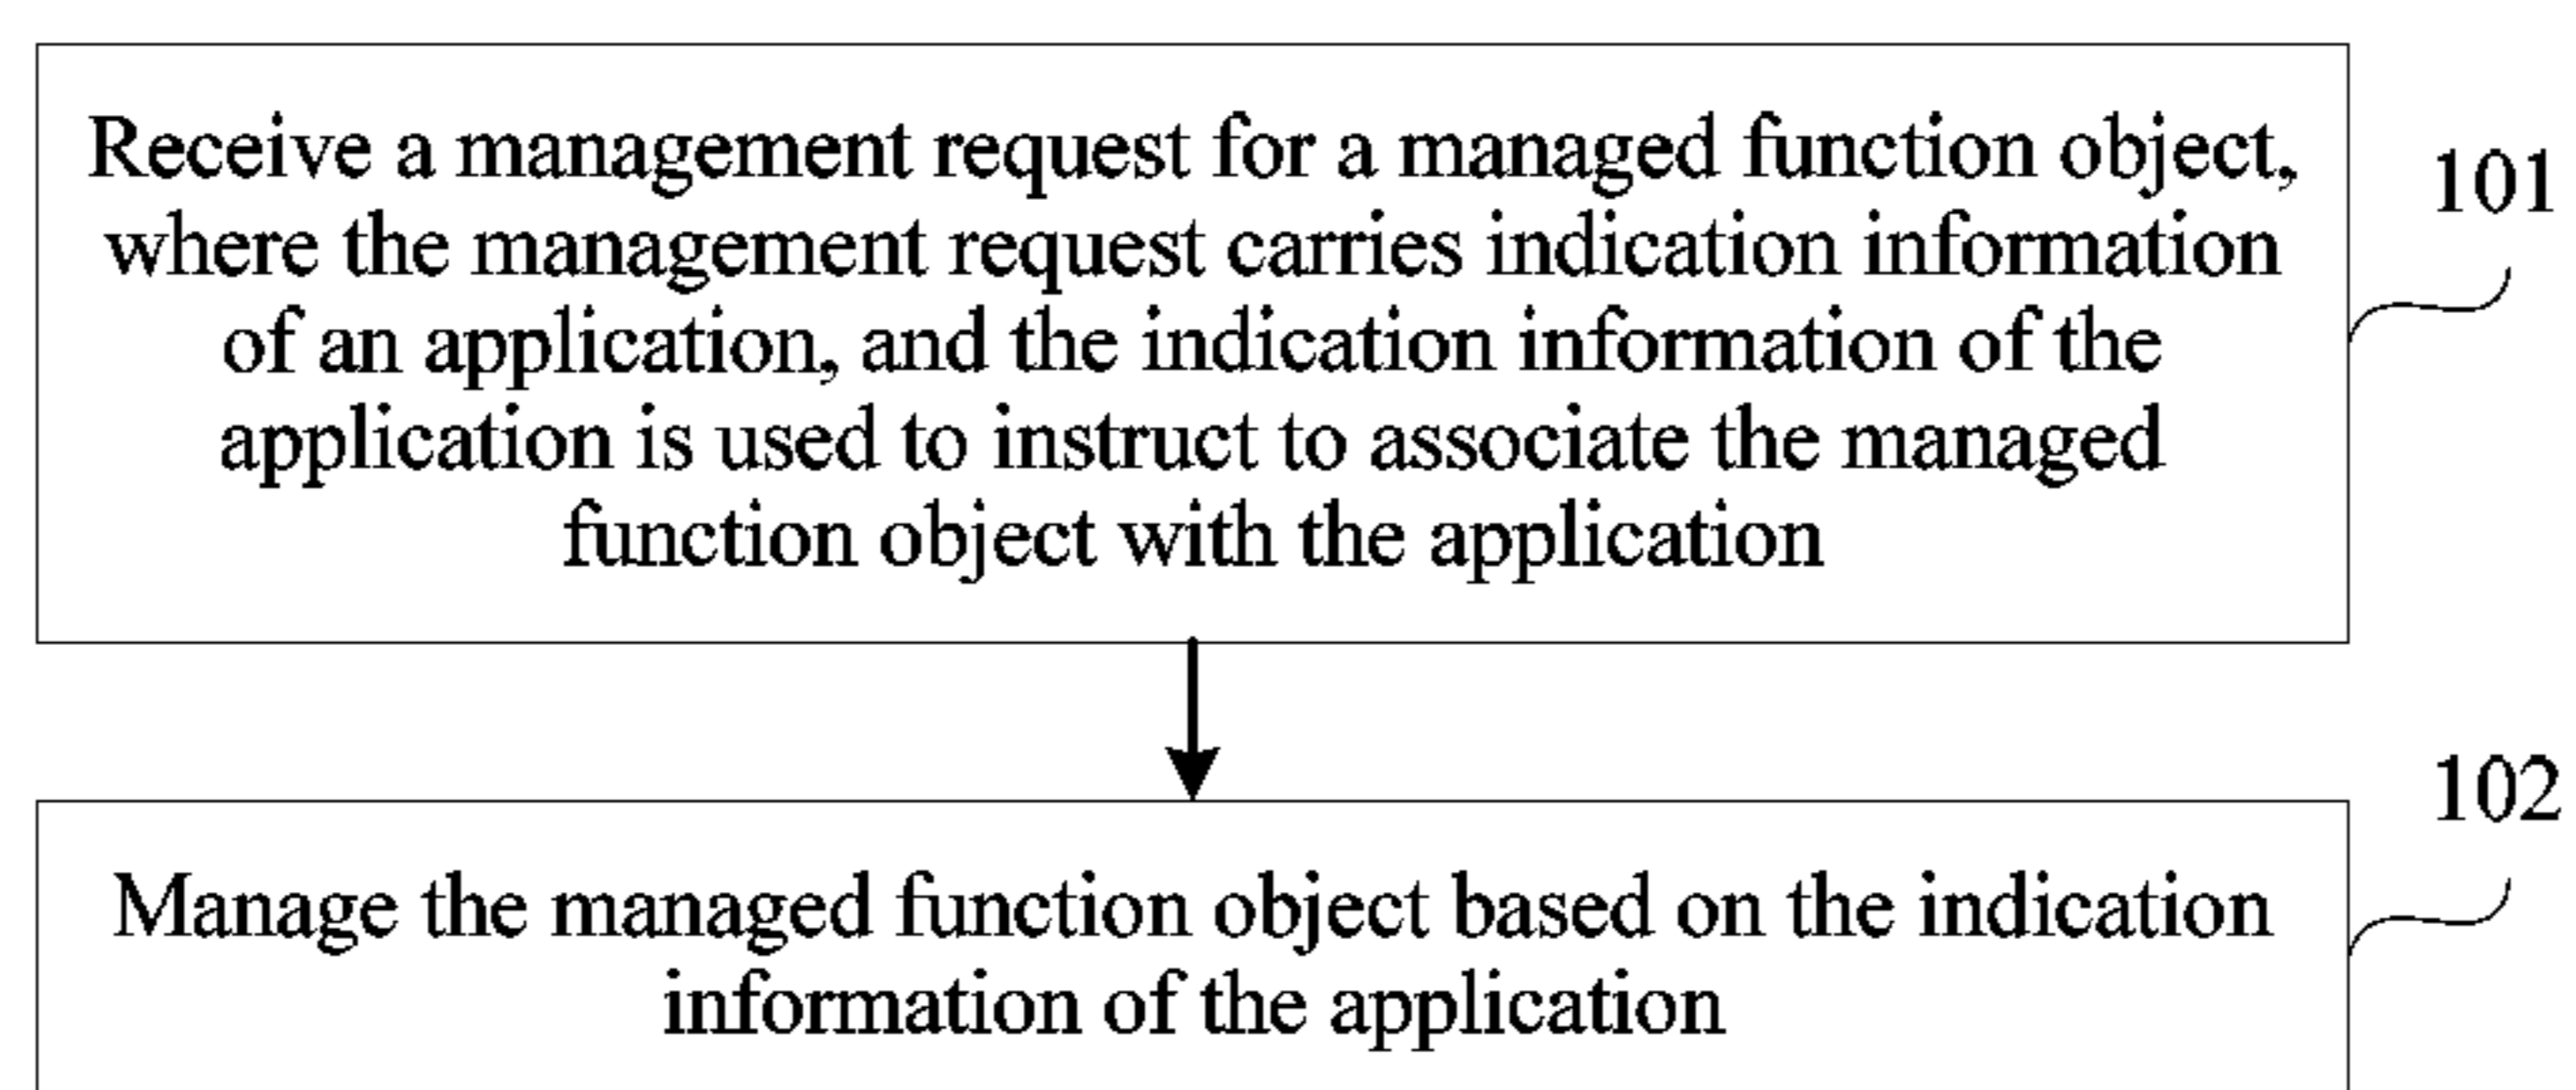 Receive a management request for a managed function object,
where the management request carries indication information
of an application, and the indication information of the
application is used to instruct to associate the managed
function object with the application
101
102
Manage the managed function object based on the indication
information of the application